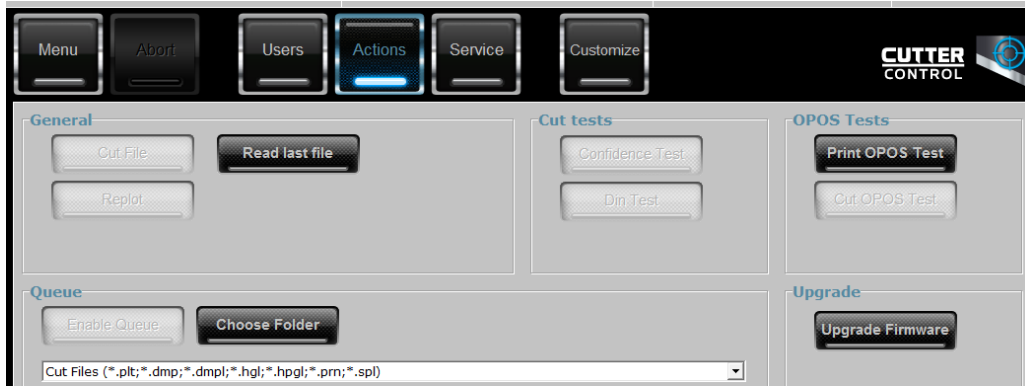 Menu
Abort
Users
Actions
Service
Customize
CUTTER
CONTROL
General
Cut File
Read last file
Replot
Cut tests
Confidence Test
Din Test
OPOS Tests
Print OPOS Test
Cut OPOS Test
Queue
Enable Queue
Choose Folder
Cut Files (*.plt;*.dmp;*.dmpl;*.hgl;*.hpgl;*.prn;*.spl)
Upgrade
Upgrade Firmware